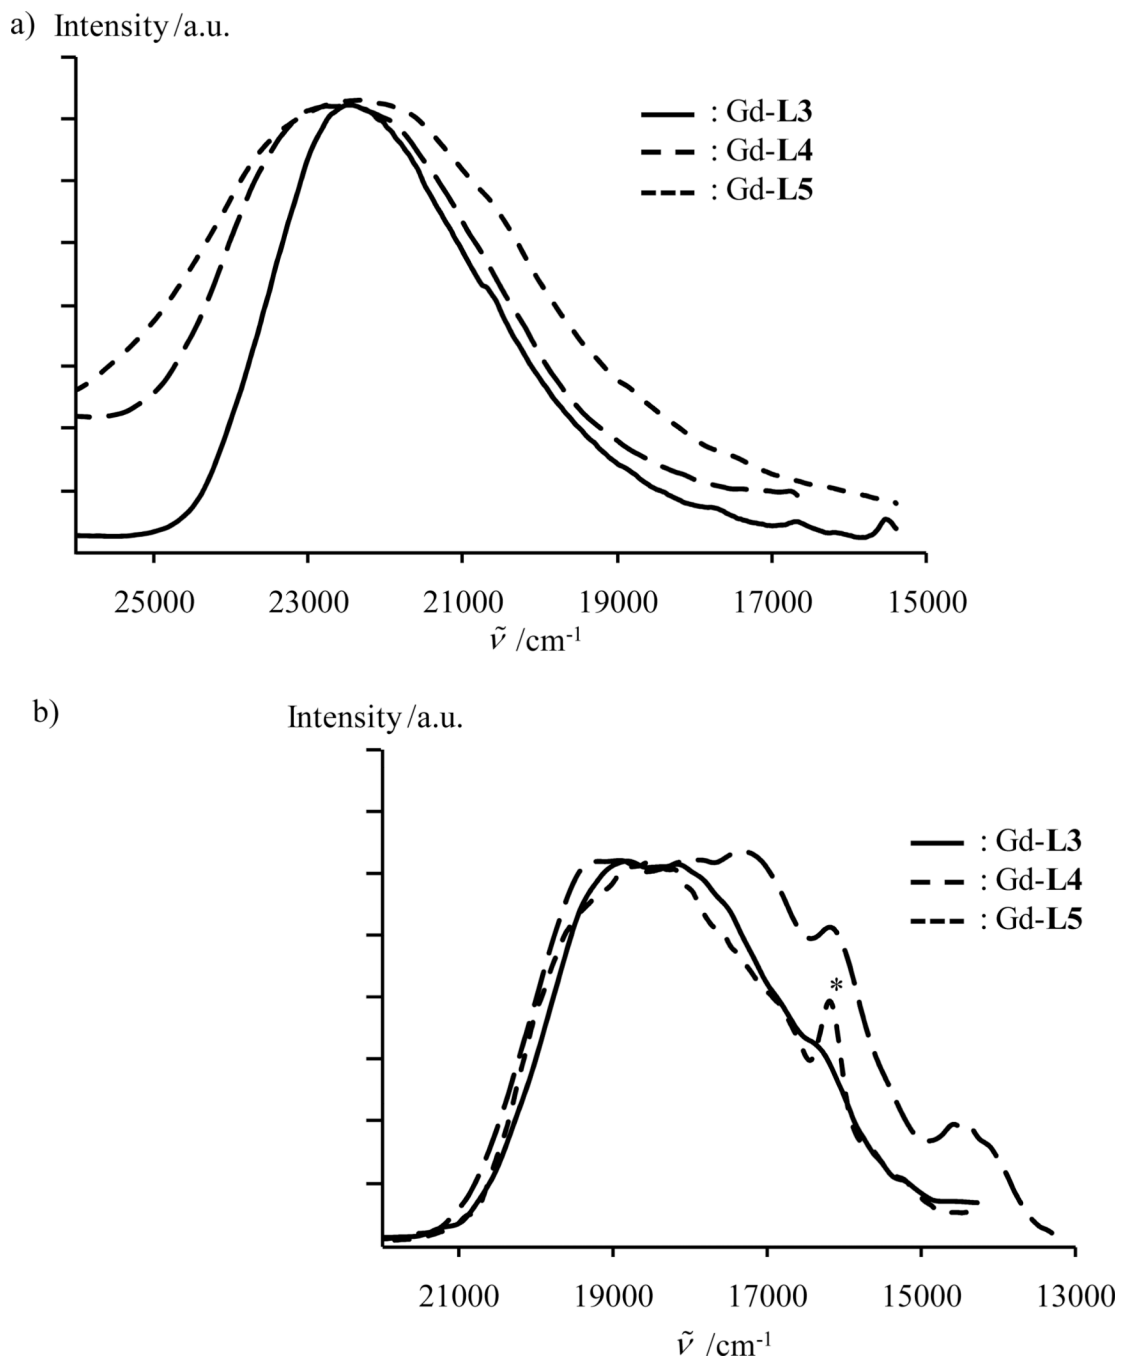 a) Intensity /a.u.
: Gd-L3
: Gd-L4
: Gd-L5
25000 23000 21000 19000 17000 15000
ν̃ /cm⁻¹
b) Intensity /a.u.
: Gd-L3
: Gd-L4
: Gd-L5
*
21000 19000 17000 15000 13000
ν̃ /cm⁻¹